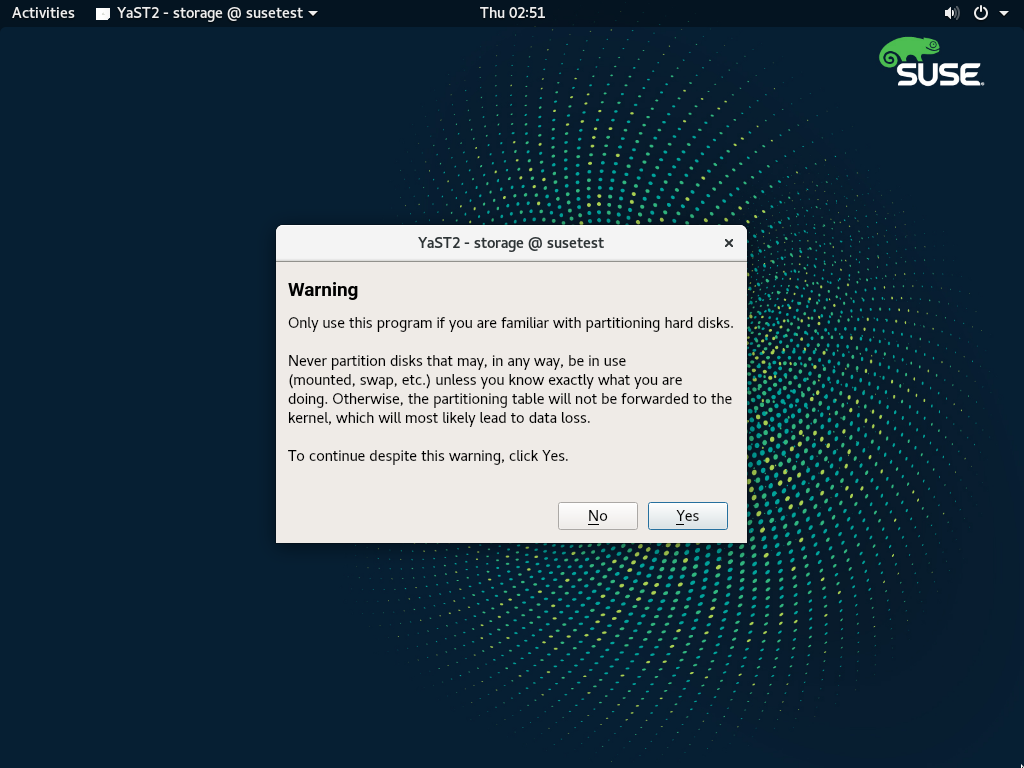 Activities YaST2 - storage @ susetest Thu 02:51
SUSE
YaST2 - storage @ susetest
Warning
Only use this program if you are familiar with partitioning hard disks.
Never partition disks that may, in any way, be in use
(mounted, swap, etc.) unless you know exactly what you are
doing. Otherwise, the partitioning table will not be forwarded to the
kernel, which will most likely lead to data loss.
To continue despite this warning, click Yes.
No Yes